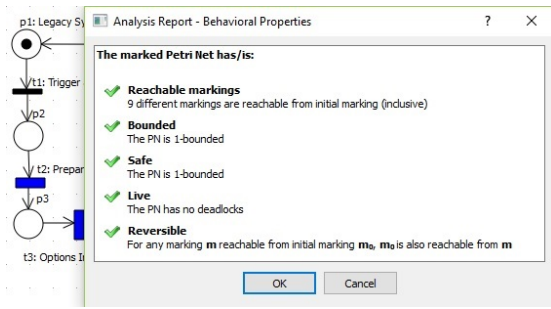 p1: Legacy Sy
t1: Trigger
p2
t2: Prepar
p3
t3: Options I
Analysis Report - Behavioral Properties
?
The marked Petri Net has/is:
Reachable markings
9 different markings are reachable from initial marking (inclusive)
Bounded
The PN is 1-bounded
Safe
The PN is 1-bounded
Live
The PN has no deadlocks
Reversible
For any marking m reachable from initial marking m₀, m₀ is also reachable from m
OK
Cancel